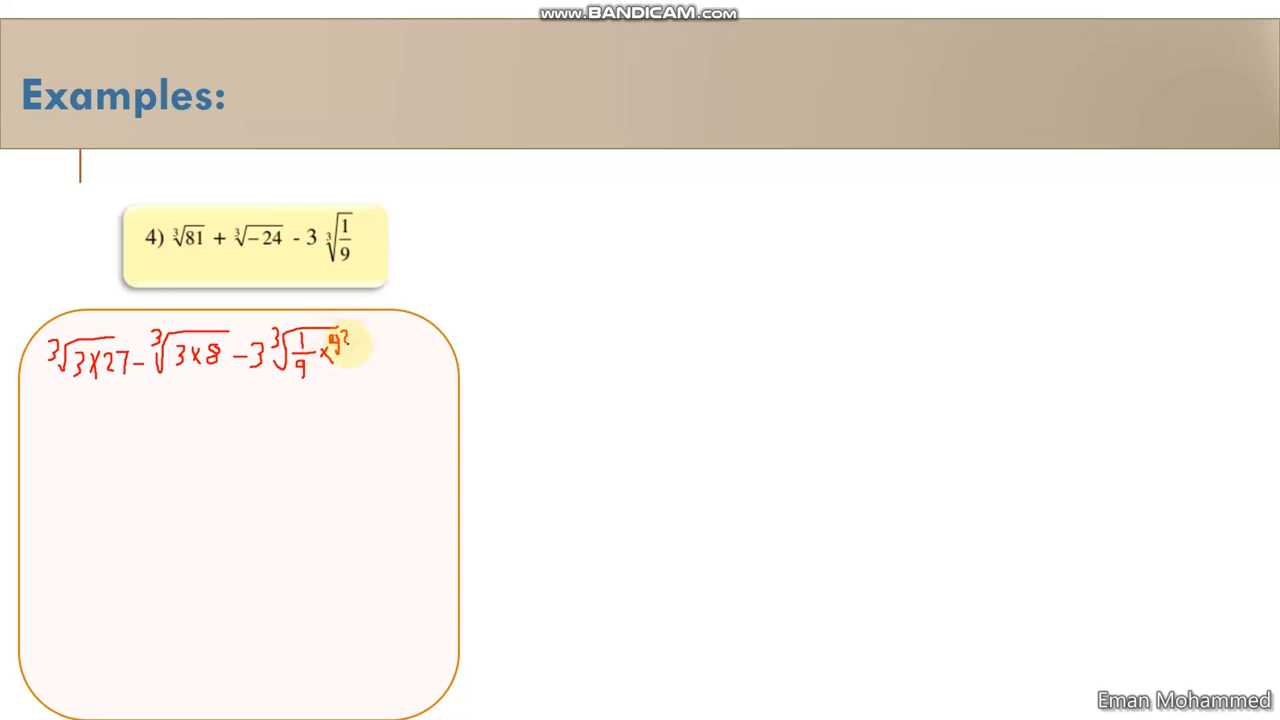 www.BANDICAM.com
Examples:
4) ∛81 + ∛−24 - 3 ∛(1/9)
∛(3×27) − ∛(3×8) − 3 ∛(1/9 × 9²
Eman Mohammed